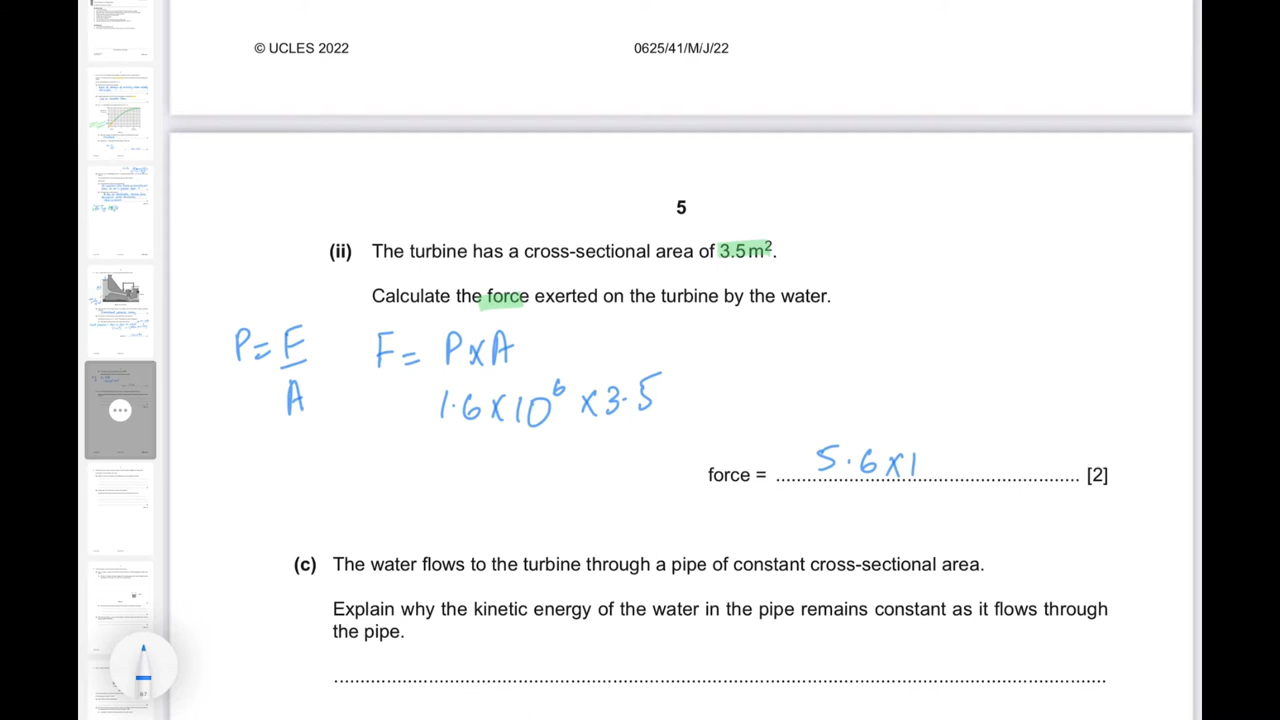 © UCLES 2022 0625/41/M/J/22
5
(ii) The turbine has a cross-sectional area of 3.5 m².
Calculate the force exerted on the turbine by the water.
P = F/A F = P×A
1.6×10⁶ ×3.5
5.6×1
force = ........................................................ [2]
(c) The water flows to the turbine through a pipe of constant cross-sectional area.
Explain why the kinetic energy of the water in the pipe remains constant as it flows through
the pipe.
67